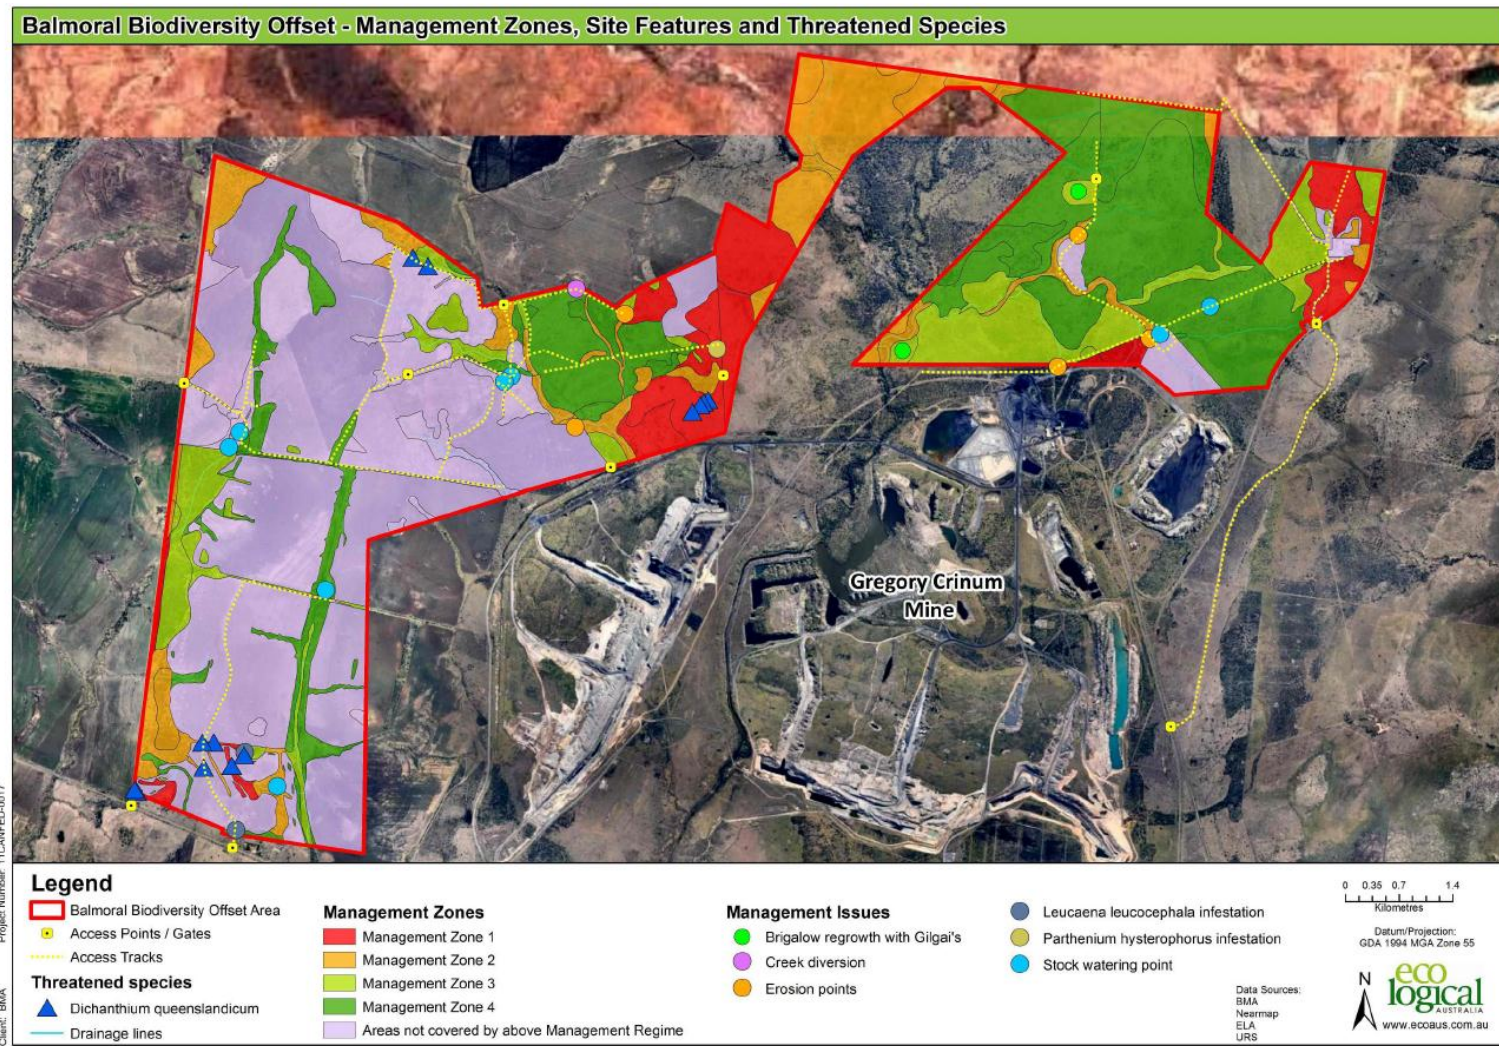 Balmoral Biodiversity Offset - Management Zones, Site Features and Threatened Species
Gregory Crinum
Mine
Legend
Balmoral Biodiversity Offset Area
Access Points / Gates
Access Tracks
Threatened species
Dichanthium queenslandicum
Drainage lines
Management Zones
Management Zone 1
Management Zone 2
Management Zone 3
Management Zone 4
Areas not covered by above Management Regime
Management Issues
Brigalow regrowth with Gilgai's
Creek diversion
Erosion points
Leucaena leucocephala infestation
Parthenium hysterophorus infestation
Stock watering point
0 0.35 0.7 1.4
Kilometres
Datum/Projection:
GDA 1994 MGA Zone 55
N
eco
logical
AUSTRALIA
www.ecoaus.com.au
Data Sources:
BMA
Nearmap
ELA
URS
Client: BMA
Project Number: